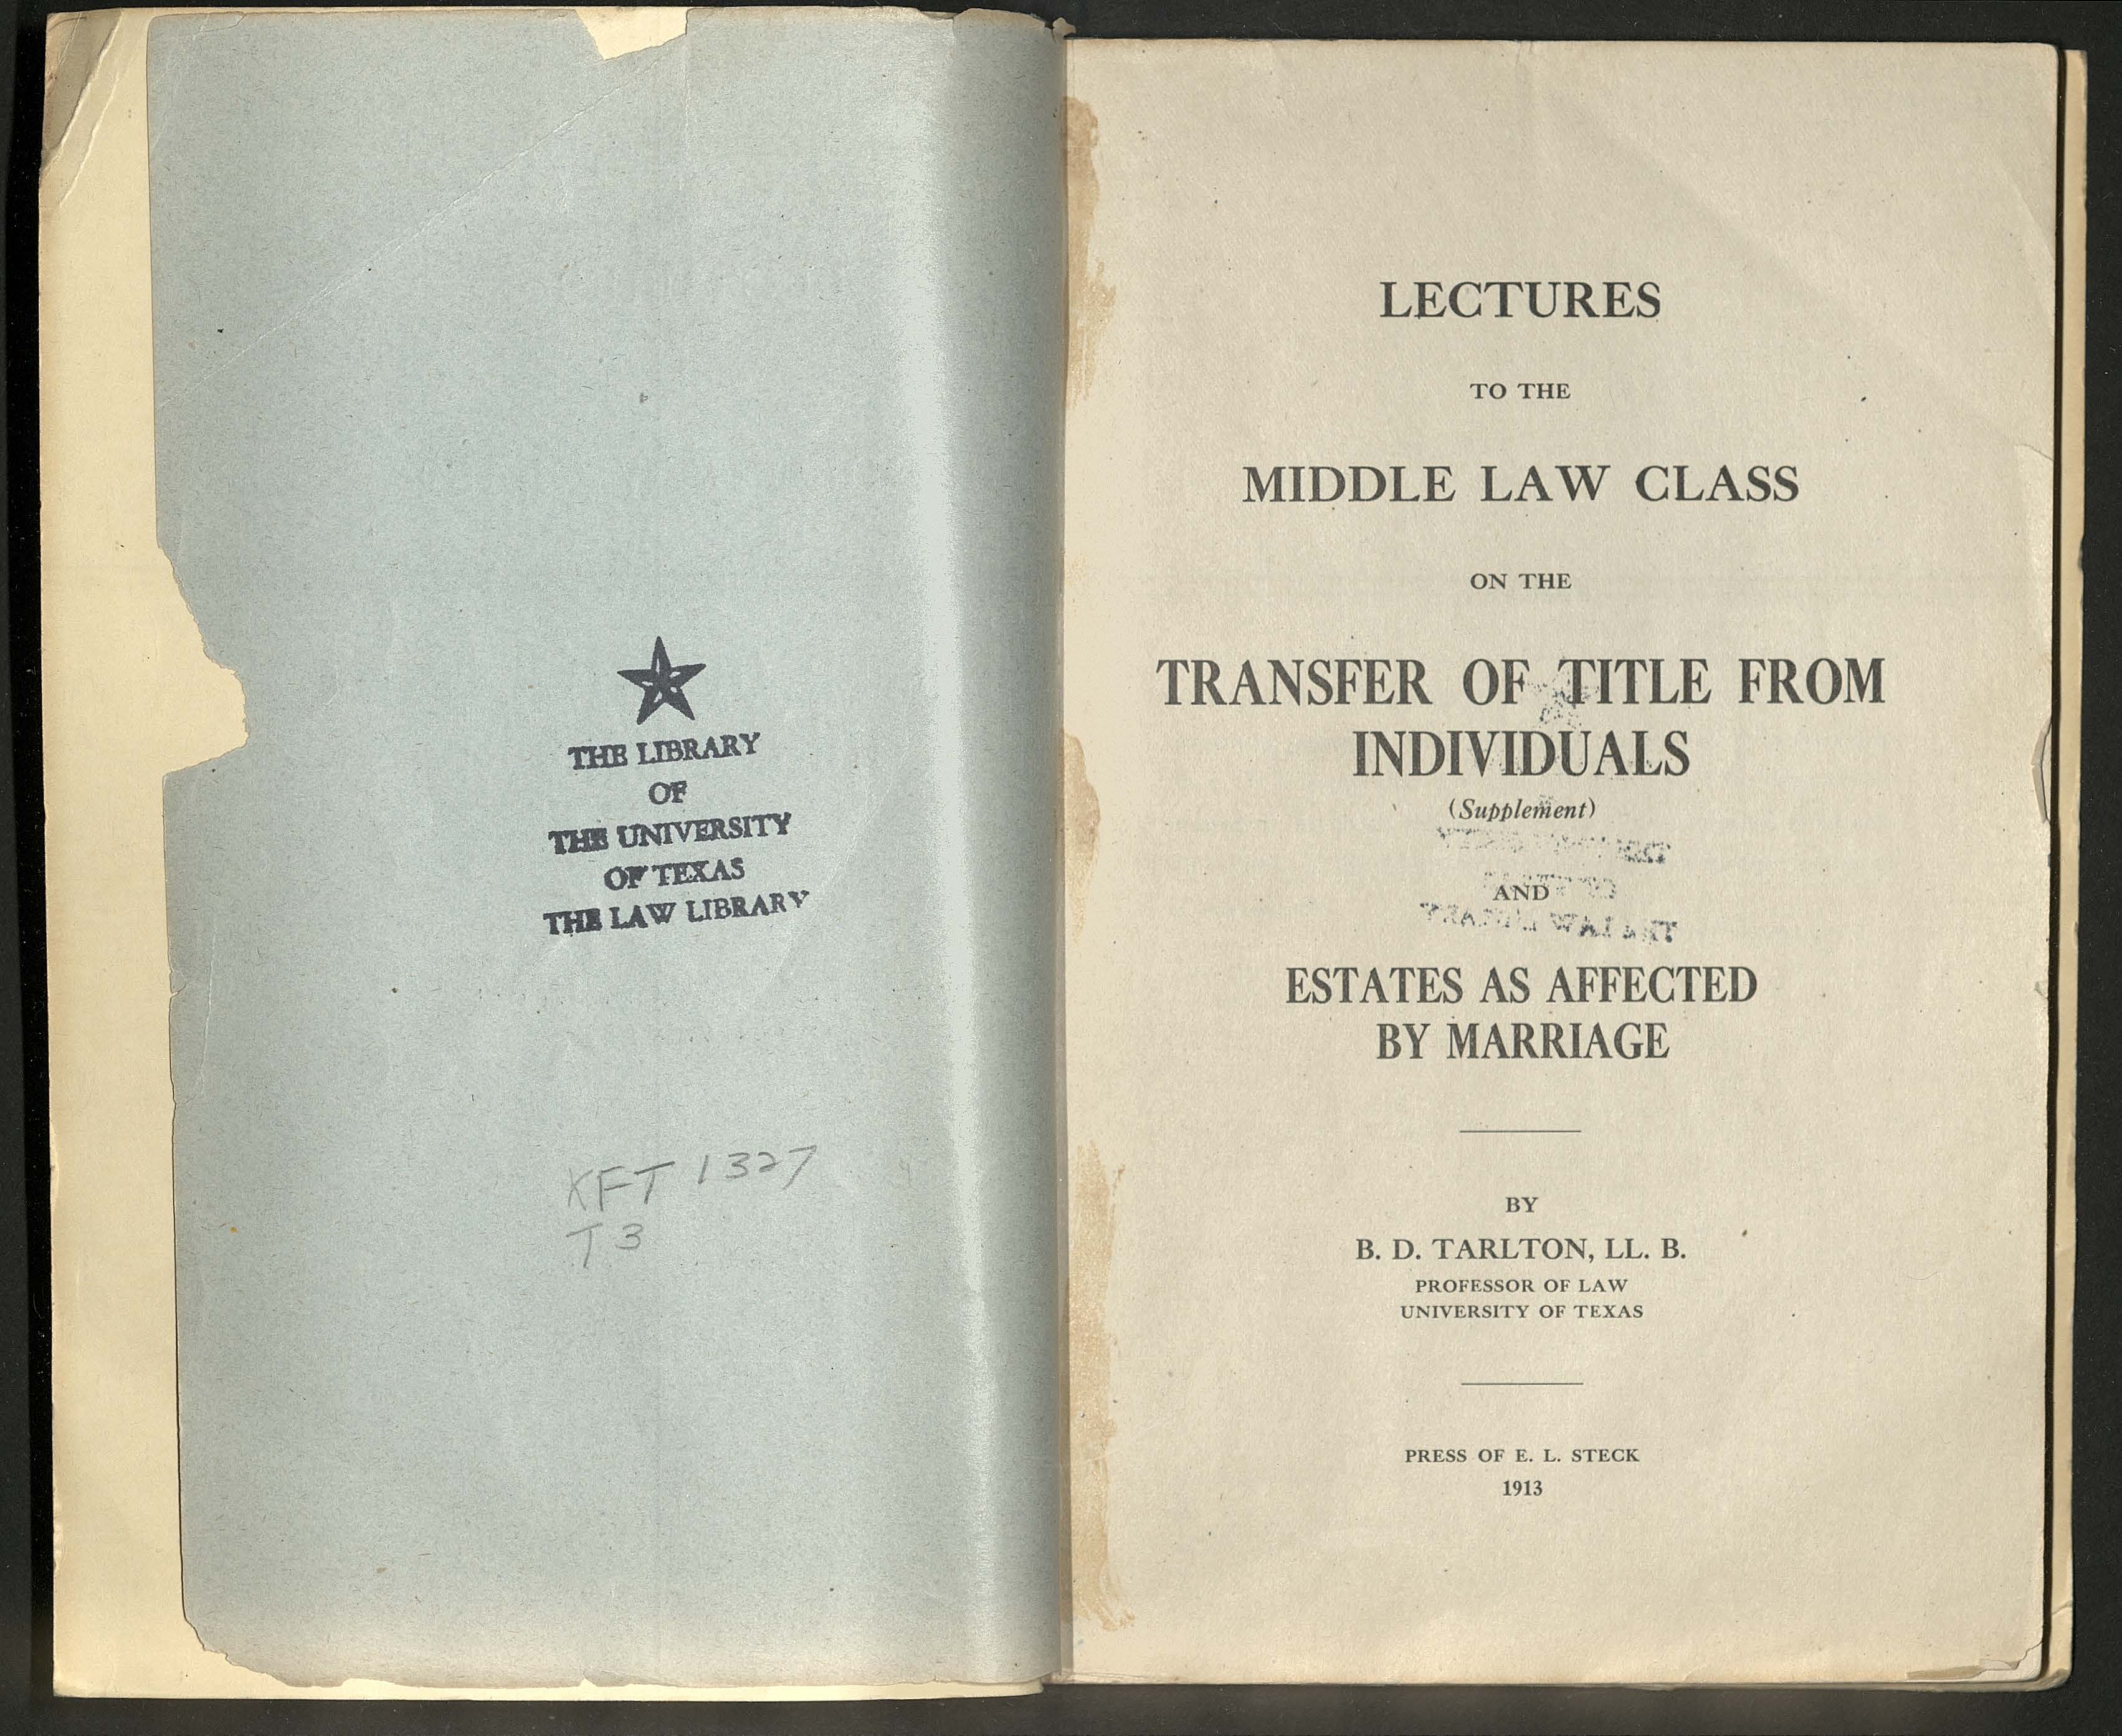 THE LIBRARY
OF
THE UNIVERSITY
OF TEXAS
THE LAW LIBRARY
KFT 1327
T3
LECTURES
TO THE
MIDDLE LAW CLASS
ON THE
TRANSFER OF TITLE FROM
INDIVIDUALS
(Supplement)
AND
ESTATES AS AFFECTED
BY MARRIAGE
BY
B. D. TARLTON, LL. B.
PROFESSOR OF LAW
UNIVERSITY OF TEXAS
PRESS OF E. L. STECK
1913